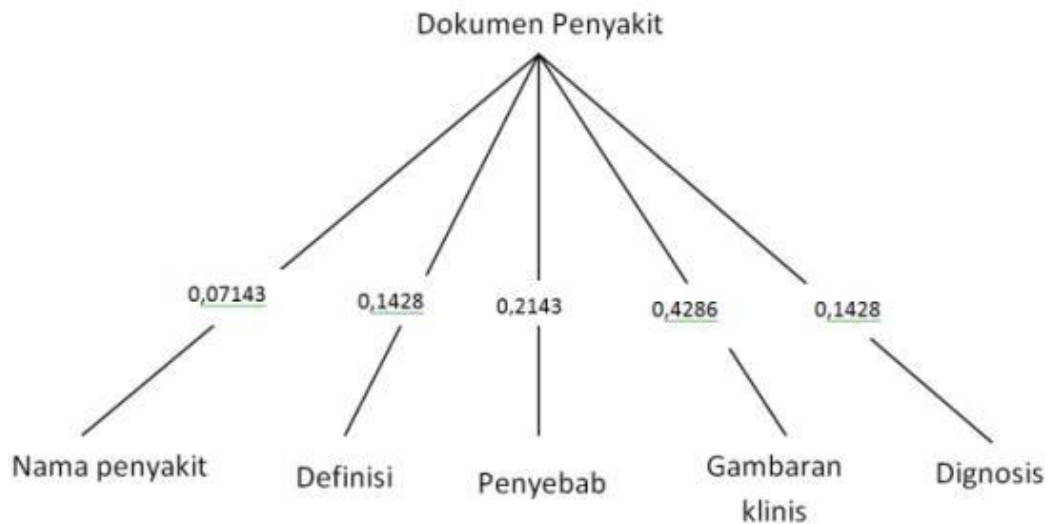 Dokumen Penyakit
0,07143
0,1428
0,2143
0,4286
0,1428
Nama penyakit
Definisi
Penyebab
Gambaran
klinis
Dignosis